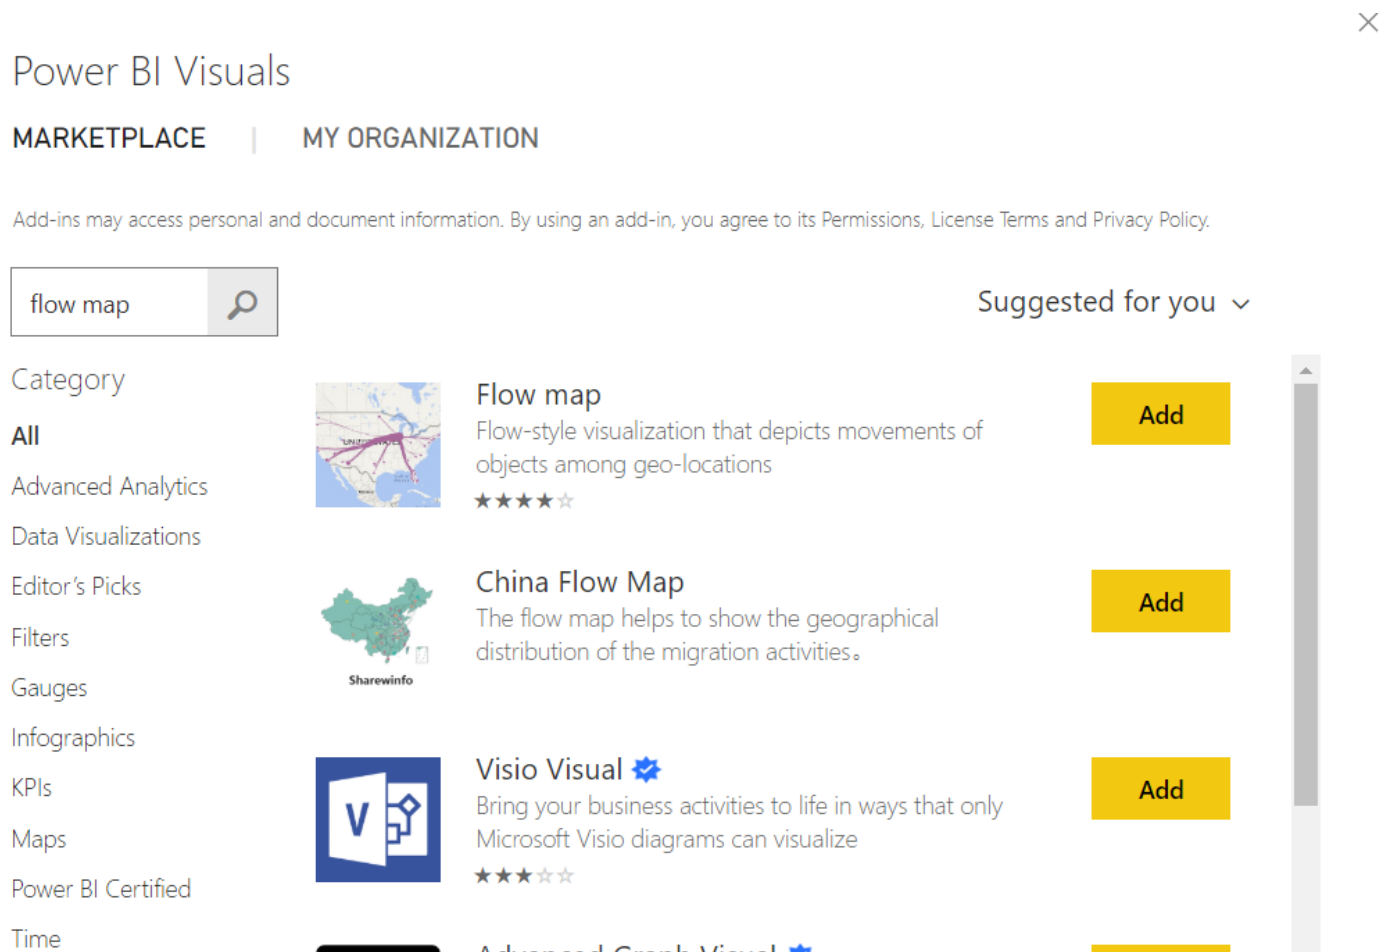 Power BI Visuals
MARKETPLACE | MY ORGANIZATION
Add-ins may access personal and document information. By using an add-in, you agree to its Permissions, License Terms and Privacy Policy.
flow map
Suggested for you
Category
All
Advanced Analytics
Data Visualizations
Editor's Picks
Filters
Gauges
Infographics
KPIs
Maps
Power BI Certified
Time
Flow map
Flow-style visualization that depicts movements of
objects among geo-locations
Add
China Flow Map
The flow map helps to show the geographical
distribution of the migration activities。
Sharewinfo
Add
Visio Visual
Bring your business activities to life in ways that only
Microsoft Visio diagrams can visualize
V
Add
Advanced Graph Visual